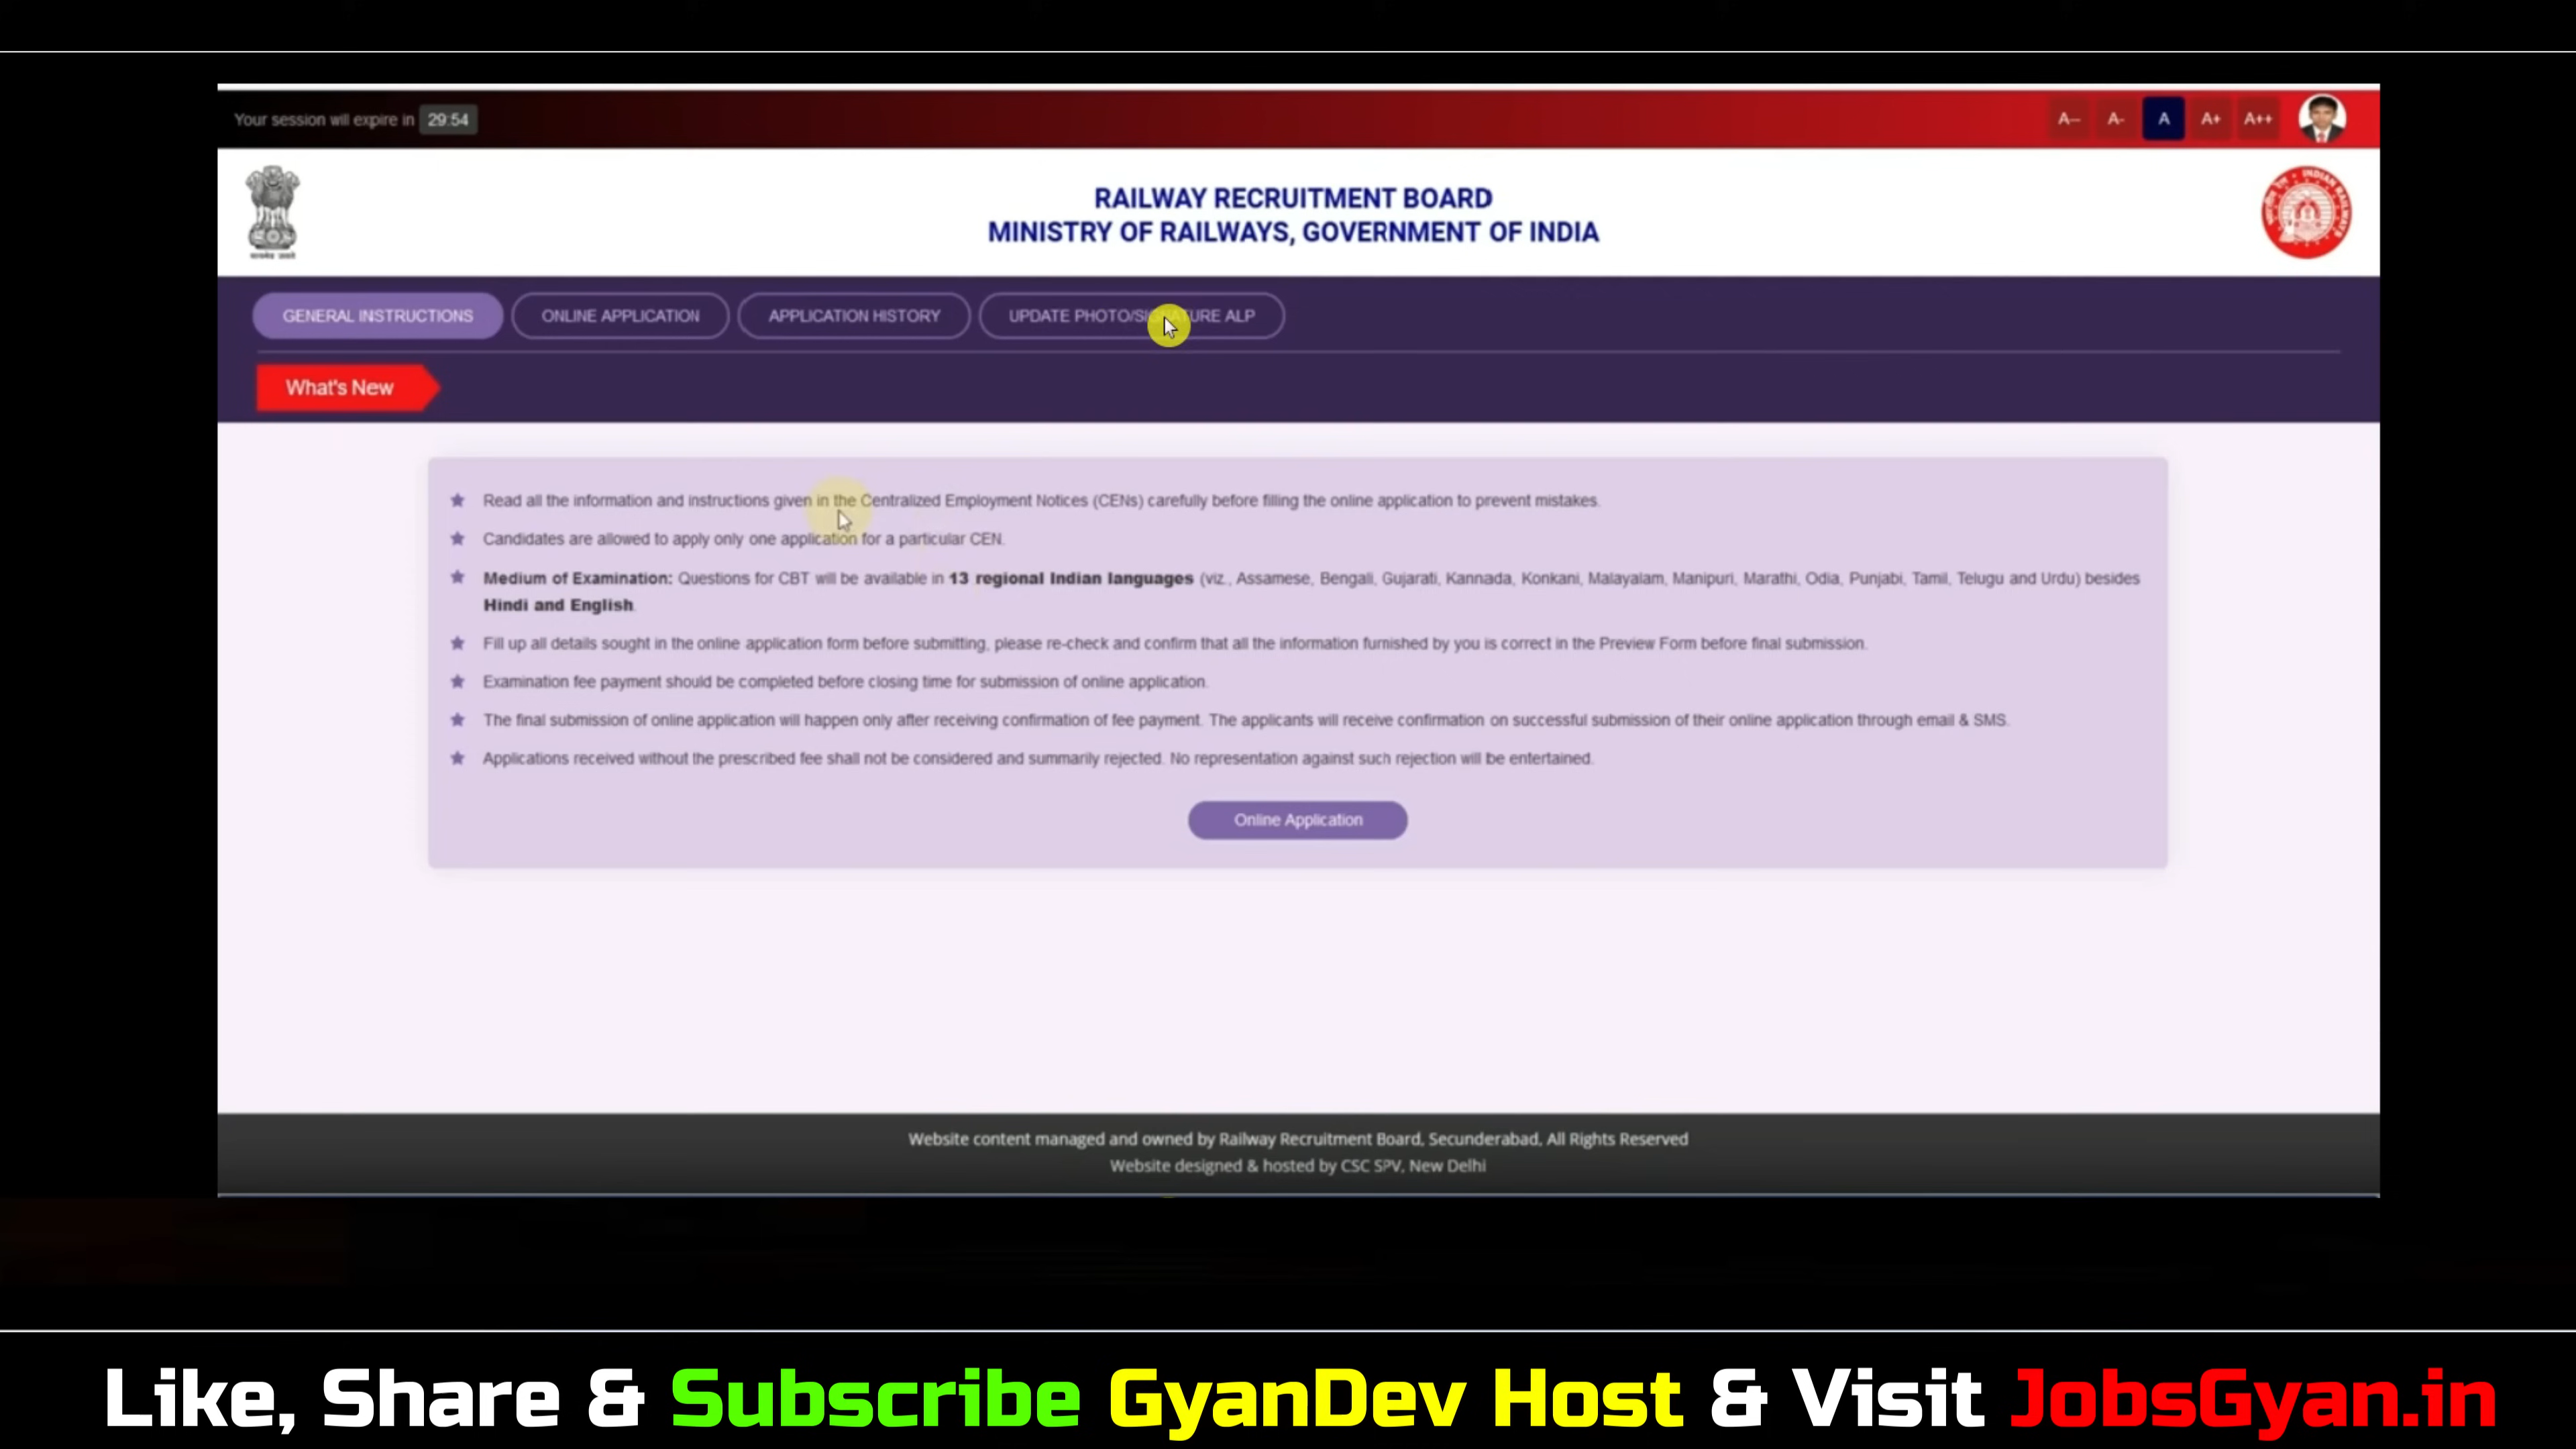 Your session will expire in 29:54
A-- A- A A+ A++
RAILWAY RECRUITMENT BOARD
MINISTRY OF RAILWAYS, GOVERNMENT OF INDIA
GENERAL INSTRUCTIONS
ONLINE APPLICATION
APPLICATION HISTORY
UPDATE PHOTO/SIGNATURE ALP
What's New
Read all the information and instructions given in the Centralized Employment Notices (CENs) carefully before filling the online application to prevent mistakes.
Candidates are allowed to apply only one application for a particular CEN.
Medium of Examination: Questions for CBT will be available in 13 regional Indian languages (viz., Assamese, Bengali, Gujarati, Kannada, Konkani, Malayalam, Manipuri, Marathi, Odia, Punjabi, Tamil, Telugu and Urdu) besides
Hindi and English.
Fill up all details sought in the online application form before submitting, please re-check and confirm that all the information furnished by you is correct in the Preview Form before final submission.
Examination fee payment should be completed before closing time for submission of online application.
The final submission of online application will happen only after receiving confirmation of fee payment. The applicants will receive confirmation on successful submission of their online application through email & SMS.
Applications received without the prescribed fee shall not be considered and summarily rejected. No representation against such rejection will be entertained.
Online Application
Website content managed and owned by Railway Recruitment Board, Secunderabad, All Rights Reserved
Website designed & hosted by CSC SPV, New Delhi
Like, Share & Subscribe GyanDev Host & Visit JobsGyan.in